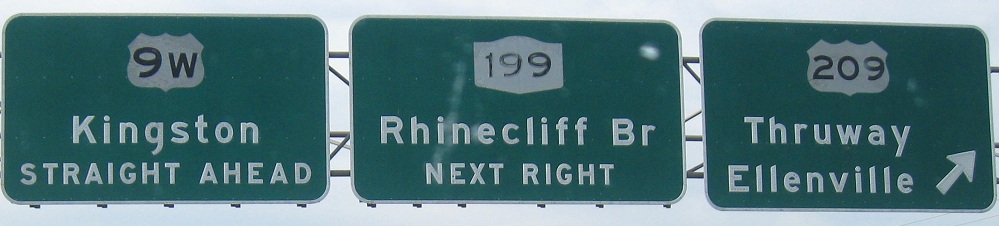 9W
Kingston
STRAIGHT AHEAD
199
Rhinecliff Br
NEXT RIGHT
209
Thruway
Ellenville